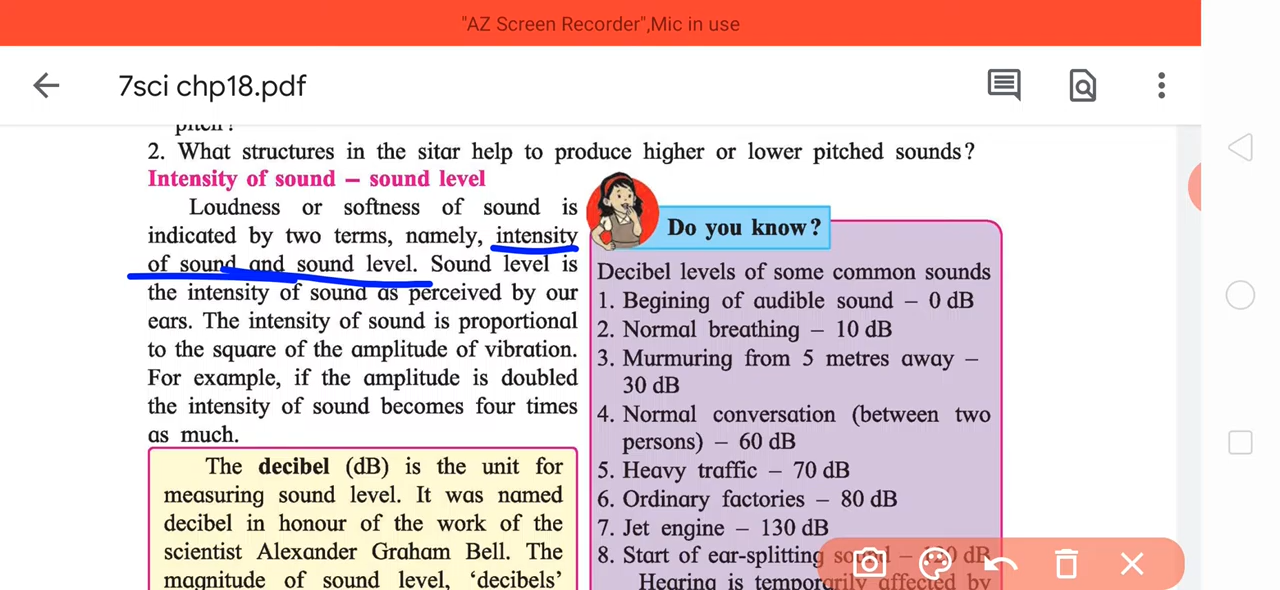 "AZ Screen Recorder",Mic in use
7sci chp18.pdf
pitch?
2. What structures in the sitar help to produce higher or lower pitched sounds?
Intensity of sound – sound level
Loudness or softness of sound is
indicated by two terms, namely, intensity
of sound and sound level. Sound level is
the intensity of sound as perceived by our
ears. The intensity of sound is proportional
to the square of the amplitude of vibration.
For example, if the amplitude is doubled
the intensity of sound becomes four times
as much.
The decibel (dB) is the unit for
measuring sound level. It was named
decibel in honour of the work of the
scientist Alexander Graham Bell. The
magnitude of sound level, ‘decibels’
Do you know?
Decibel levels of some common sounds
1. Begining of audible sound – 0 dB
2. Normal breathing – 10 dB
3. Murmuring from 5 metres away –
30 dB
4. Normal conversation (between two
persons) – 60 dB
5. Heavy traffic – 70 dB
6. Ordinary factories – 80 dB
7. Jet engine – 130 dB
8. Start of ear-splitting sound – dB
Hearing is temporarily affected by